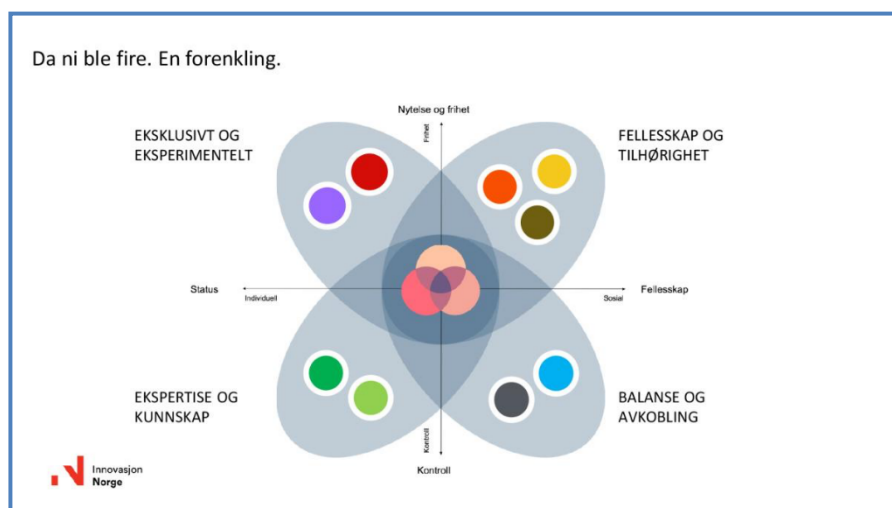 Da ni ble fire. En forenkling.
Nytelse og frihet
EKSKLUSIVT OG
EKSPERIMENTELT
Frihet
FELLESSKAP OG
TILHØRIGHET
Status
Individuell
Sosial
Fellesskap
EKSPERTISE OG
KUNNSKAP
BALANSE OG
AVKOBLING
Kontroll
Kontroll
Innovasjon
Norge